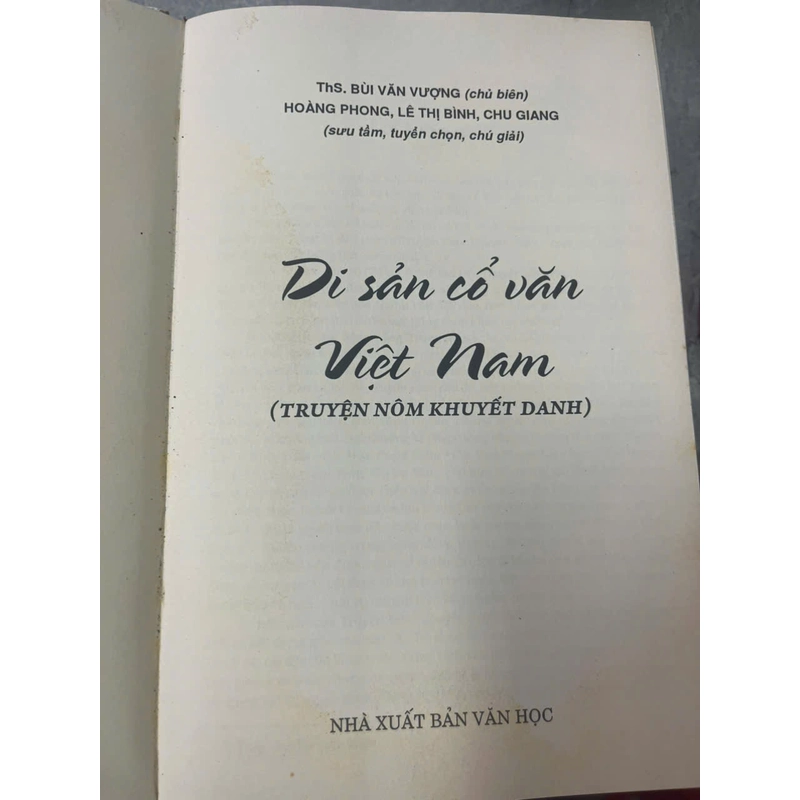 ThS. BÙI VĂN VƯỢNG (chủ biên)
HOÀNG PHONG, LÊ THỊ BÌNH, CHU GIANG
(sưu tầm, tuyển chọn, chú giải)
Di sản cổ văn
Việt Nam
(TRUYỆN NÔM KHUYẾT DANH)
NHÀ XUẤT BẢN VĂN HỌC